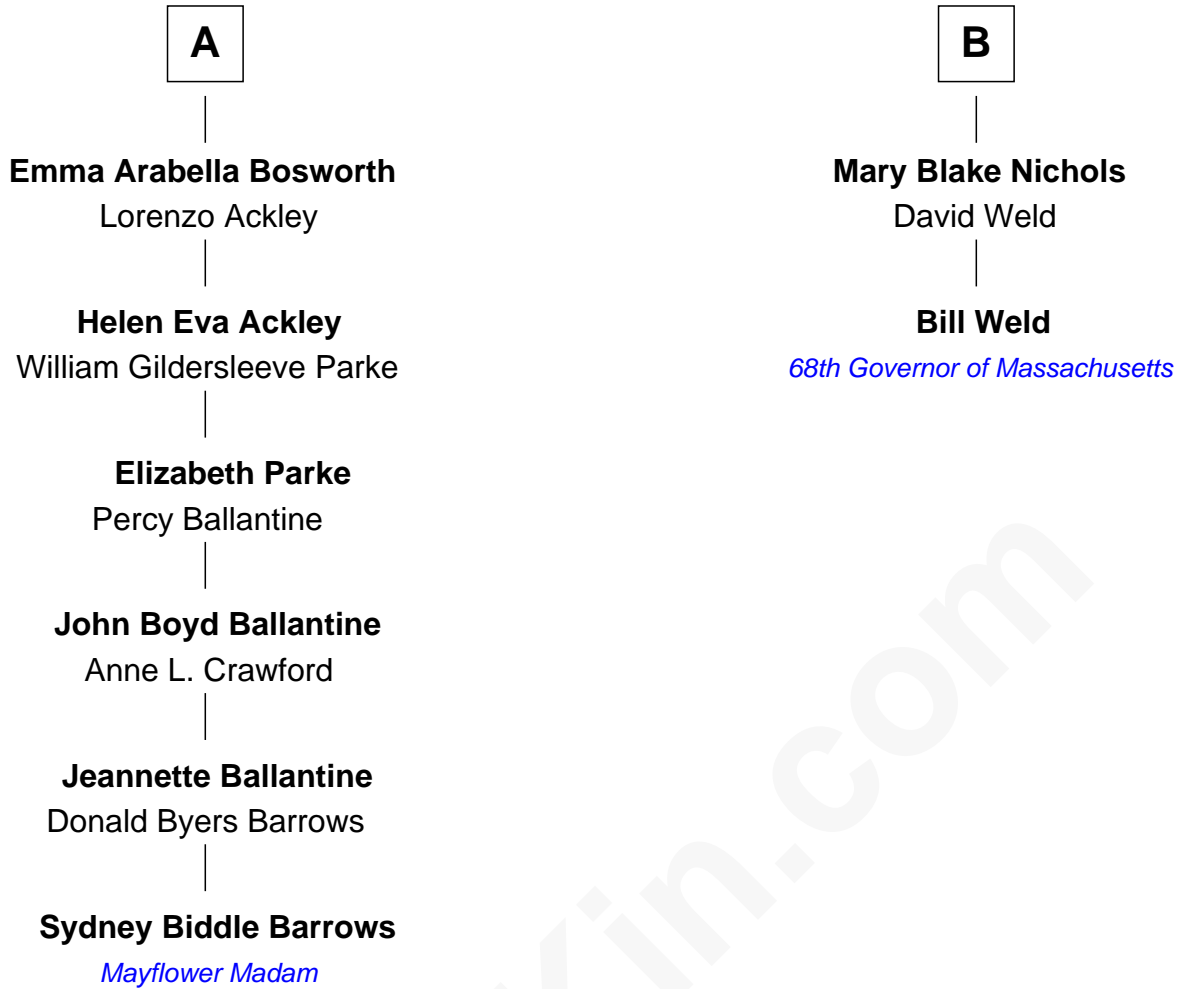 A
Emma Arabella Bosworth
Lorenzo Ackley
Helen Eva Ackley
William Gildersleeve Parke
Elizabeth Parke
Percy Ballantine
John Boyd Ballantine
Anne L. Crawford
Jeannette Ballantine
Donald Byers Barrows
Sydney Biddle Barrows
Mayflower Madam
B
Mary Blake Nichols
David Weld
Bill Weld
68th Governor of Massachusetts
Kin.com